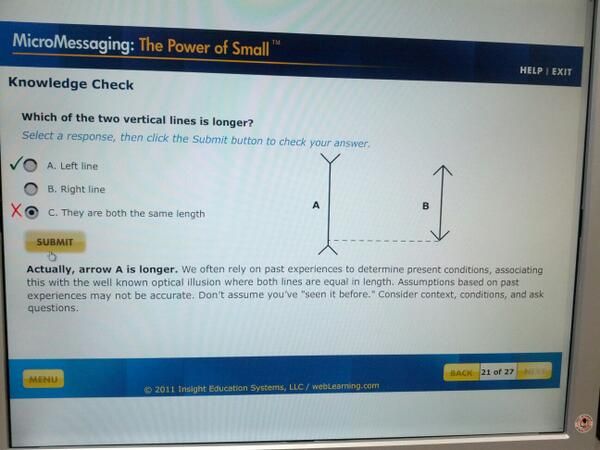 MicroMessaging: The Power of Small™
HELP | EXIT
Knowledge Check
Which of the two vertical lines is longer?
Select a response, then click the Submit button to check your answer.
A. Left line
B. Right line
C. They are both the same length
A
B
SUBMIT
Actually, arrow A is longer. We often rely on past experiences to determine present conditions, associating
this with the well known optical illusion where both lines are equal in length. Assumptions based on past
experiences may not be accurate. Don't assume you've "seen it before." Consider context, conditions, and ask
questions.
MENU
© 2011 Insight Education Systems, LLC / webLearning.com
BACK 21 of 27 NEXT